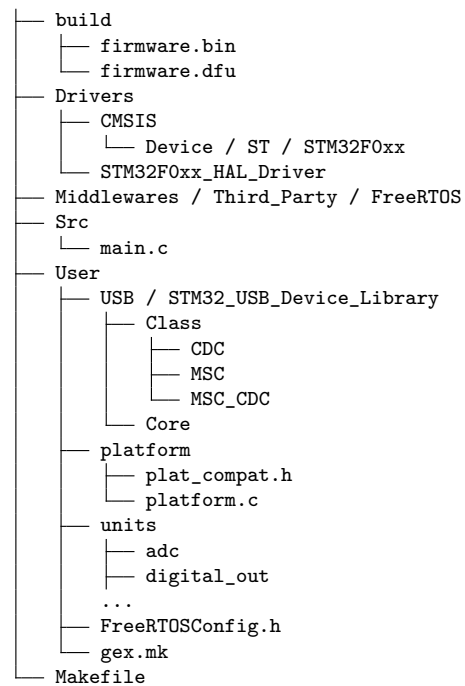 build
firmware.bin
firmware.dfu
Drivers
CMSIS
Device / ST / STM32F0xx
STM32F0xx_HAL_Driver
Middlewares / Third_Party / FreeRTOS
Src
main.c
User
USB / STM32_USB_Device_Library
Class
CDC
MSC
MSC_CDC
Core
platform
plat_compat.h
platform.c
units
adc
digital_out
...
FreeRTOSConfig.h
gex.mk
Makefile